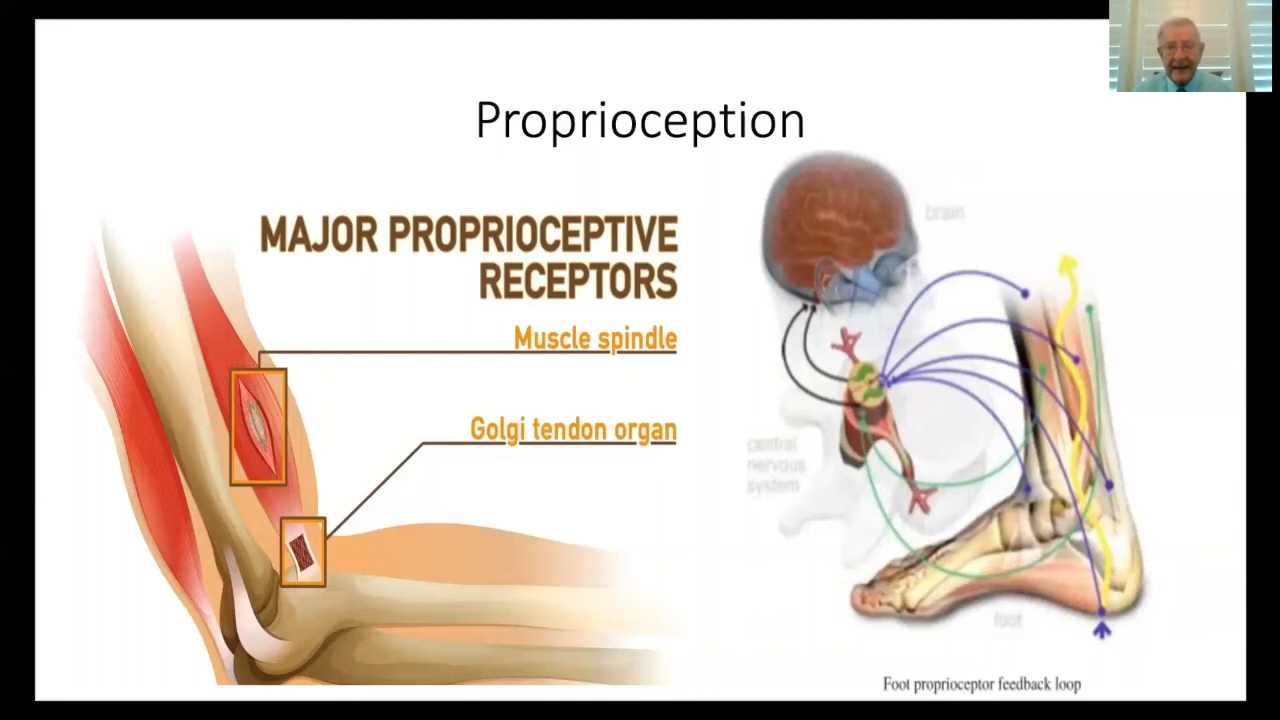 Proprioception
MAJOR PROPRIOCEPTIVE
RECEPTORS
Muscle spindle
Golgi tendon organ
brain
central
nervous
system
foot
Foot proprioceptor feedback loop